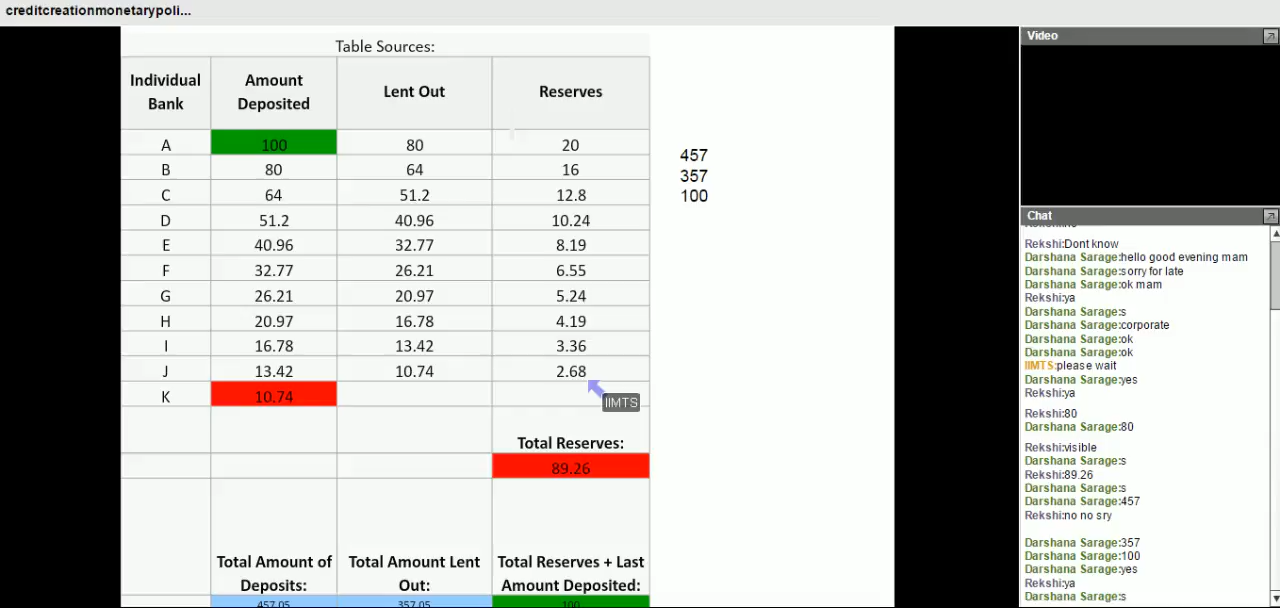 creditcreationmonetarypoli...
Table Sources:
Individual Bank Amount Deposited Lent Out Reserves
A 100 80 20
B 80 64 16
C 64 51.2 12.8
D 51.2 40.96 10.24
E 40.96 32.77 8.19
F 32.77 26.21 6.55
G 26.21 20.97 5.24
H 20.97 16.78 4.19
I 16.78 13.42 3.36
J 13.42 10.74 2.68
K 10.74
IIMTS
Total Reserves:
89.26
Total Amount of Deposits: Total Amount Lent Out: Total Reserves + Last Amount Deposited:
457.05 357.05 100
457
357
100
Video
Chat
Rekshi:Dont know
Darshana Sarage:hello good evening mam
Darshana Sarage:sorry for late
Darshana Sarage:ok mam
Rekshi:ya
Darshana Sarage:s
Darshana Sarage:corporate
Darshana Sarage:ok
Darshana Sarage:ok
IIMTS:please wait
Darshana Sarage:yes
Rekshi:ya
Rekshi:80
Darshana Sarage:80
Rekshi:visible
Darshana Sarage:s
Rekshi:89.26
Darshana Sarage:s
Darshana Sarage:457
Rekshi:no no sry
Darshana Sarage:357
Darshana Sarage:100
Darshana Sarage:yes
Rekshi:ya
Darshana Sarage:s